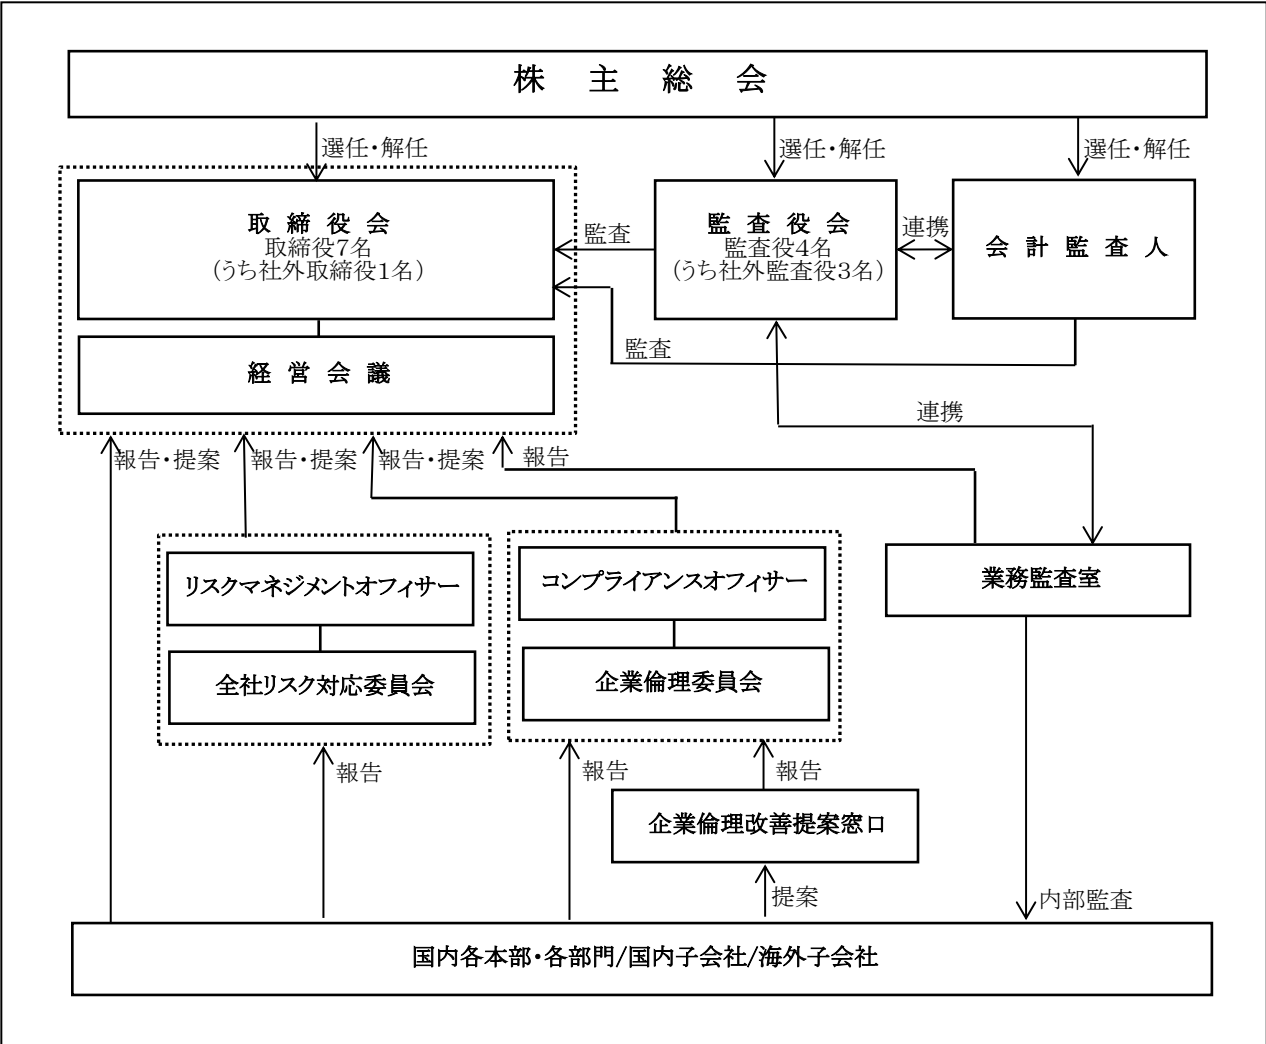 株 主 総 会
選任・解任
選任・解任
選任・解任
取 締 役 会
取締役7名
(うち社外取締役1名)
監査
監 査 役 会
監査役4名
(うち社外監査役3名)
連携
会 計 監 査 人
監査
経 営 会 議
連携
報告・提案
報告・提案
報告・提案
報告
リスクマネジメントオフィサー
コンプライアンスオフィサー
業務監査室
全社リスク対応委員会
企業倫理委員会
報告
報告
報告
企業倫理改善提案窓口
提案
内部監査
国内各本部・各部門/国内子会社/海外子会社